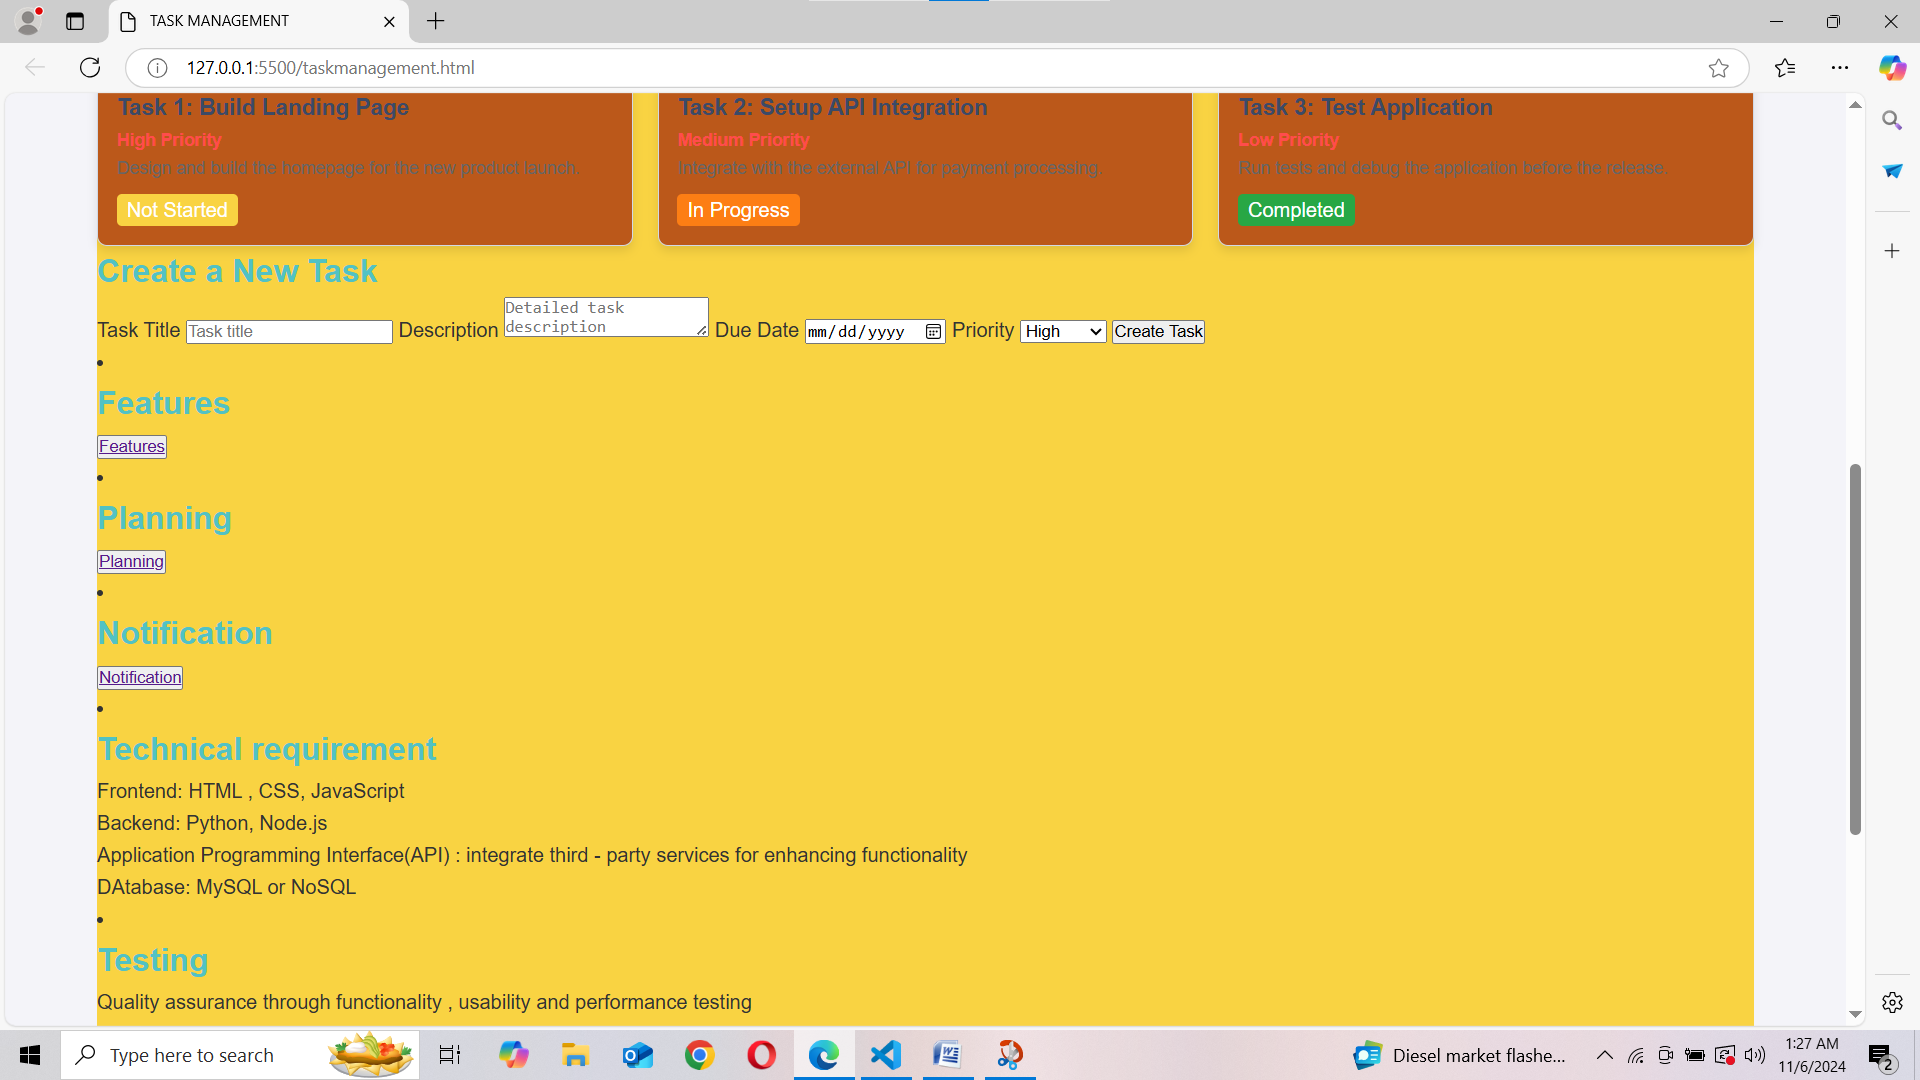 TASK MANAGEMENT
127.0.0.1:5500/taskmanagement.html
Task 1: Build Landing Page
High Priority
Design and build the homepage for the new product launch.
Not Started
Task 2: Setup API Integration
Medium Priority
Integrate with the external API for payment processing.
In Progress
Task 3: Test Application
Low Priority
Run tests and debug the application before the release.
Completed
Create a New Task
Task Title Task title Description Detailed task description Due Date mm/dd/yyyy Priority High Create Task
Features
Features
Planning
Planning
Notification
Notification
Technical requirement
Frontend: HTML , CSS, JavaScript
Backend: Python, Node.js
Application Programming Interface(API) : integrate third - party services for enhancing functionality
DAtabase: MySQL or NoSQL
Testing
Quality assurance through functionality , usability and performance testing
Type here to search
Diesel market flashe...
1:27 AM
11/6/2024
2